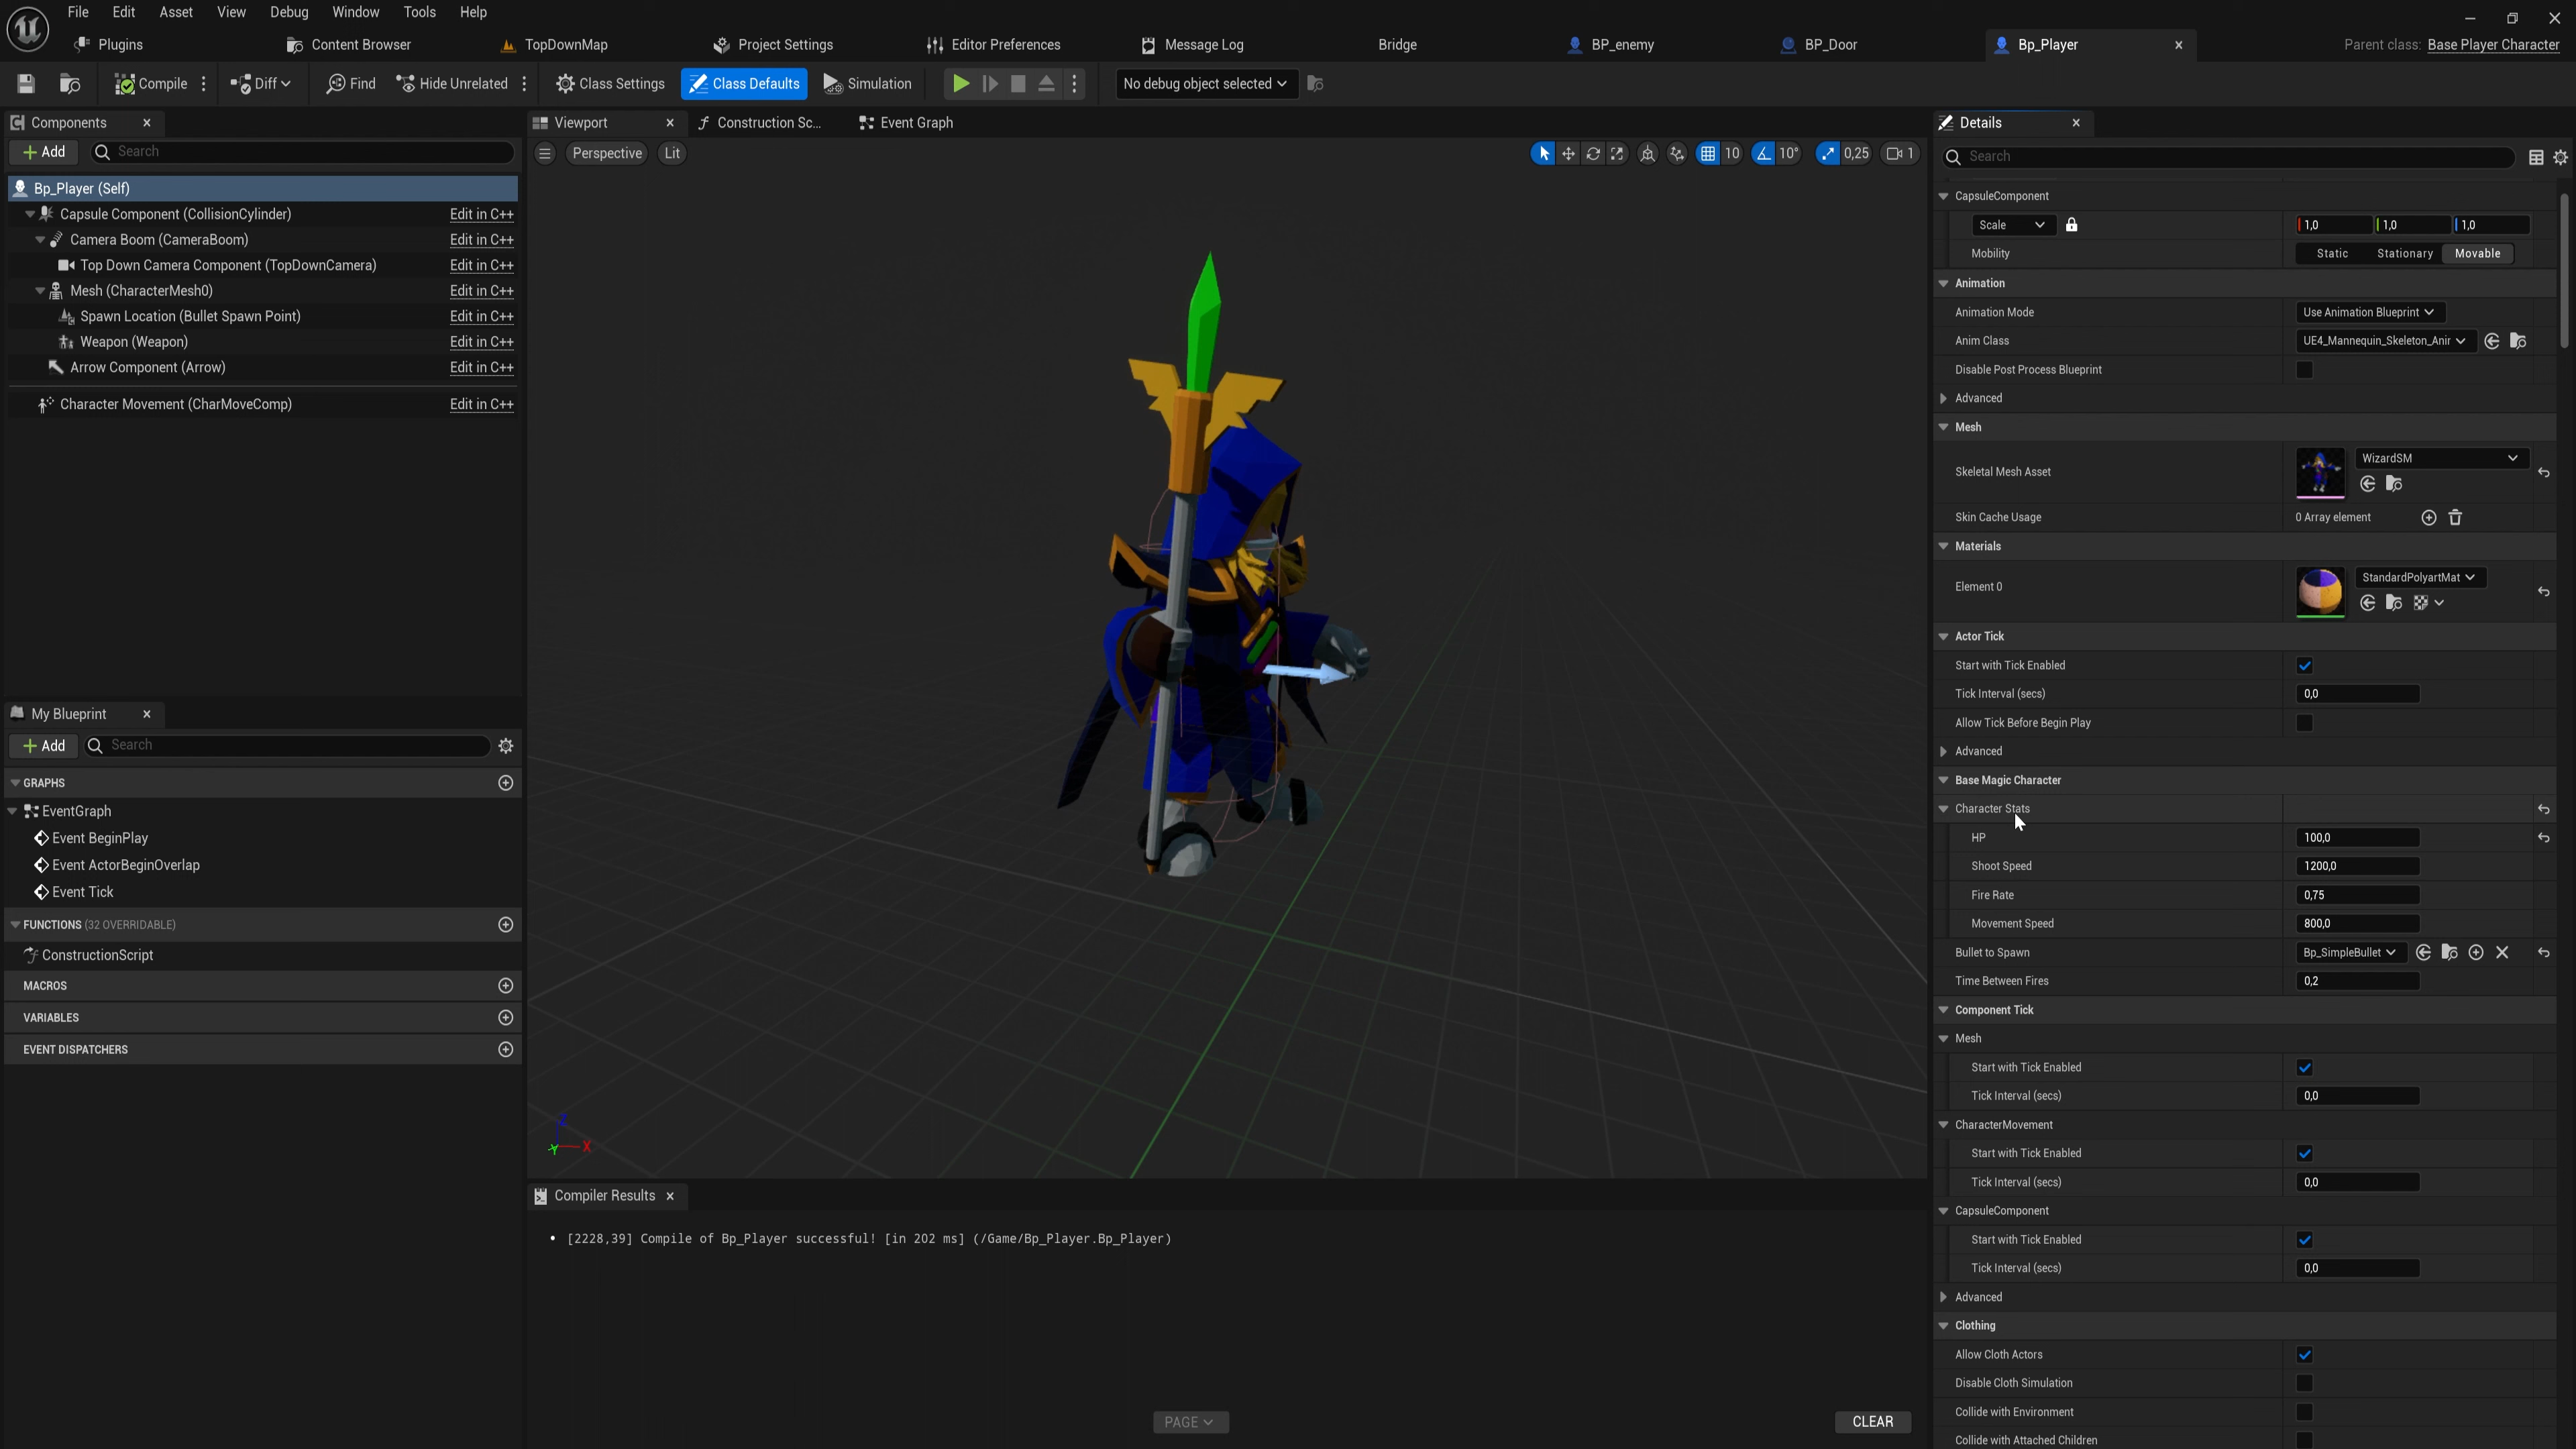 File Edit Asset View Debug Window Tools Help
Plugins Content Browser TopDownMap Project Settings Editor Preferences Message Log Bridge BP_enemy BP_Door Bp_Player Parent class: Base Player Character
Compile Diff Find Hide Unrelated Class Settings Class Defaults Simulation No debug object selected
Components
Add Search
Bp_Player (Self)
Capsule Component (CollisionCylinder) Edit in C++
Camera Boom (CameraBoom) Edit in C++
Top Down Camera Component (TopDownCamera) Edit in C++
Mesh (CharacterMesh0) Edit in C++
Spawn Location (Bullet Spawn Point) Edit in C++
Weapon (Weapon) Edit in C++
Arrow Component (Arrow) Edit in C++
Character Movement (CharMoveComp) Edit in C++
My Blueprint
Add Search
GRAPHS
EventGraph
Event BeginPlay
Event ActorBeginOverlap
Event Tick
FUNCTIONS (32 OVERRIDABLE)
ConstructionScript
MACROS
VARIABLES
EVENT DISPATCHERS
Viewport Construction Sc... Event Graph
Perspective Lit 10 10° 0,25 1
Z
Y X
Compiler Results
• [2228,39] Compile of Bp_Player successful! [in 202 ms] (/Game/Bp_Player.Bp_Player)
PAGE CLEAR
Details
Search
CapsuleComponent
Scale 1,0 1,0 1,0
Mobility Static Stationary Movable
Animation
Animation Mode Use Animation Blueprint
Anim Class UE4_Mannequin_Skeleton_Anir
Disable Post Process Blueprint
Advanced
Mesh
Skeletal Mesh Asset WizardSM
Skin Cache Usage 0 Array element
Materials
Element 0 StandardPolyartMat
Actor Tick
Start with Tick Enabled
Tick Interval (secs) 0,0
Allow Tick Before Begin Play
Advanced
Base Magic Character
Character Stats
HP 100,0
Shoot Speed 1200,0
Fire Rate 0,75
Movement Speed 800,0
Bullet to Spawn Bp_SimpleBullet
Time Between Fires 0,2
Component Tick
Mesh
Start with Tick Enabled
Tick Interval (secs) 0,0
CharacterMovement
Start with Tick Enabled
Tick Interval (secs) 0,0
CapsuleComponent
Start with Tick Enabled
Tick Interval (secs) 0,0
Advanced
Clothing
Allow Cloth Actors
Disable Cloth Simulation
Collide with Environment
Collide with Attached Children